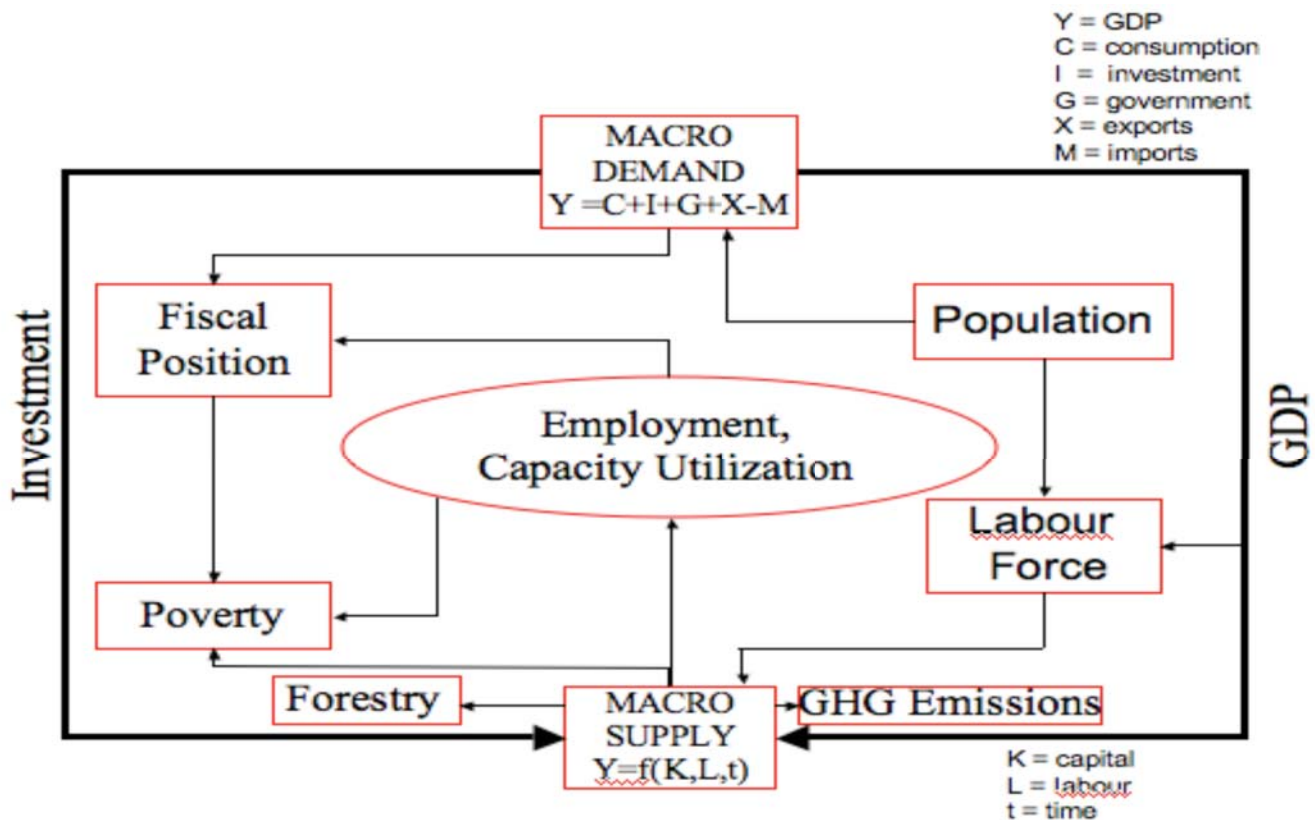 Y = GDP
C = consumption
I = investment
G = government
X = exports
M = imports
MACRO
DEMAND
Y =C+I+G+X-M
Fiscal
Position
Population
Investment
GDP
Employment,
Capacity Utilization
Labour
Force
Poverty
Forestry
MACRO
SUPPLY
Y=f(K,L,t)
GHG Emissions
K = capital
L = labour
t = time